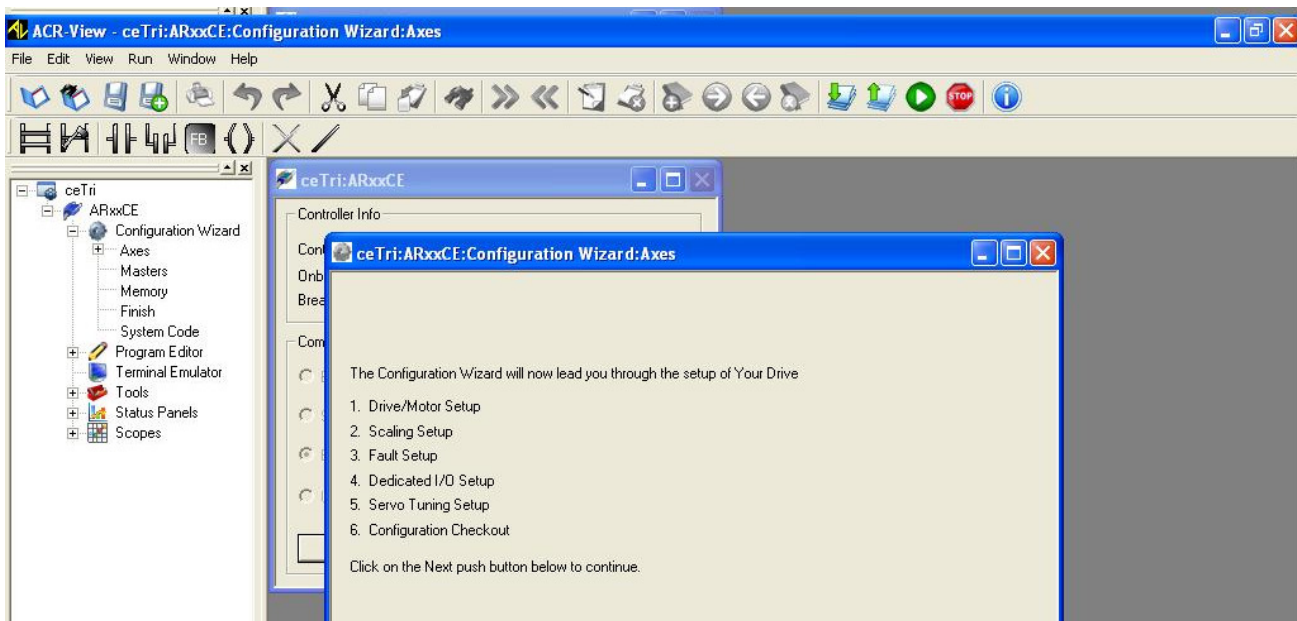 ACR-View - ceTri:ARxxCE:Configuration Wizard:Axes
File Edit View Run Window Help
STOP
FB
ceTri
ARxxCE
Configuration Wizard
Axes
Masters
Memory
Finish
System Code
Program Editor
Terminal Emulator
Tools
Status Panels
Scopes
ceTri:ARxxCE
Controller Info
ceTri:ARxxCE:Configuration Wizard:Axes
The Configuration Wizard will now lead you through the setup of Your Drive
1. Drive/Motor Setup
2. Scaling Setup
3. Fault Setup
4. Dedicated I/O Setup
5. Servo Tuning Setup
6. Configuration Checkout
Click on the Next push button below to continue.